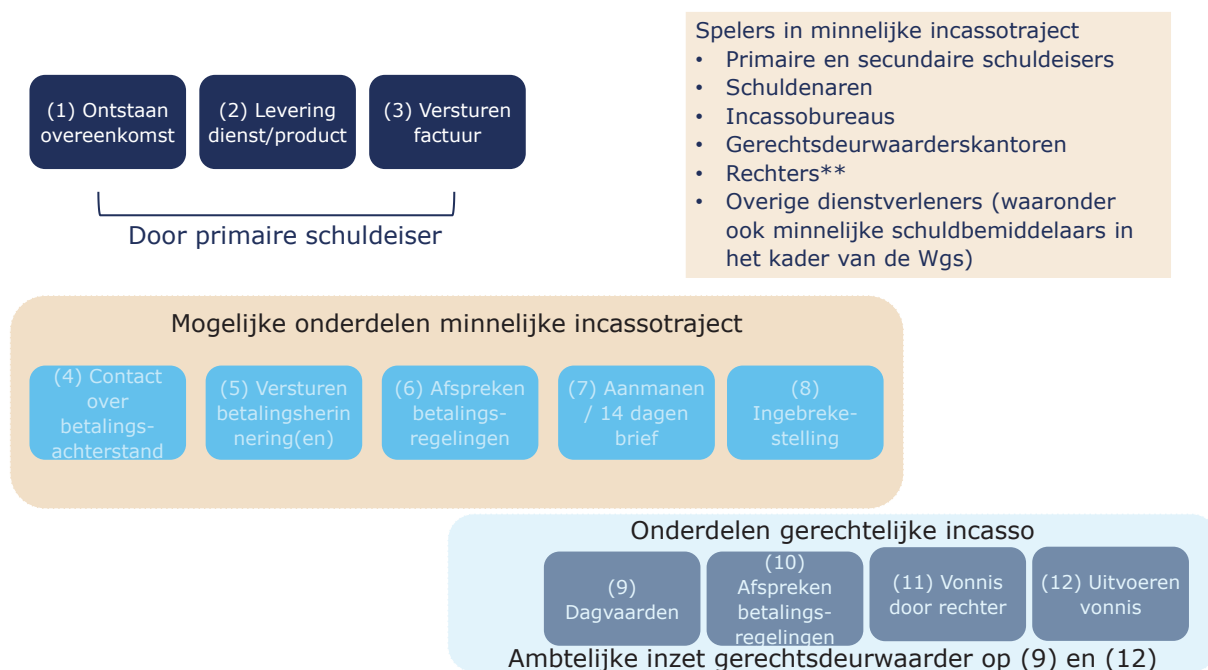 (1) Ontstaan
overeenkomst
(2) Levering
dienst/product
(3) Versturen
factuur
Door primaire schuldeiser
Spelers in minnelijke incassotraject
• Primaire en secundaire schuldeisers
• Schuldenaren
• Incassobureaus
• Gerechtsdeurwaarderskantoren
• Rechters**
• Overige dienstverleners (waaronder
ook minnelijke schuldbemiddelaars in
het kader van de Wgs)
Mogelijke onderdelen minnelijke incassotraject
(4) Contact
over
betalings-
achterstand
(5) Versturen
betalingsherin
nering(en)
(6) Afspreken
betalings-
regelingen
(7) Aanmanen
/ 14 dagen
brief
(8)
Ingebreke-
stelling
Onderdelen gerechtelijke incasso
(9)
Dagvaarden
(10)
Afspreken
betalings-
regelingen
(11) Vonnis
door rechter
(12) Uitvoeren
vonnis
Ambtelijke inzet gerechtsdeurwaarder op (9) en (12)